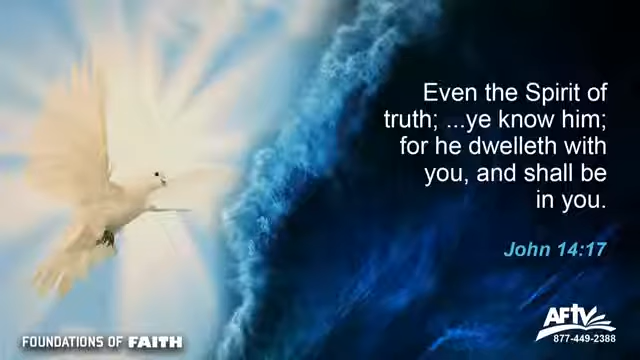 Even the Spirit of
truth; ...ye know him;
for he dwelleth with
you, and shall be
in you.
John 14:17
FOUNDATIONS OF FAITH
AFtv
877-449-2388